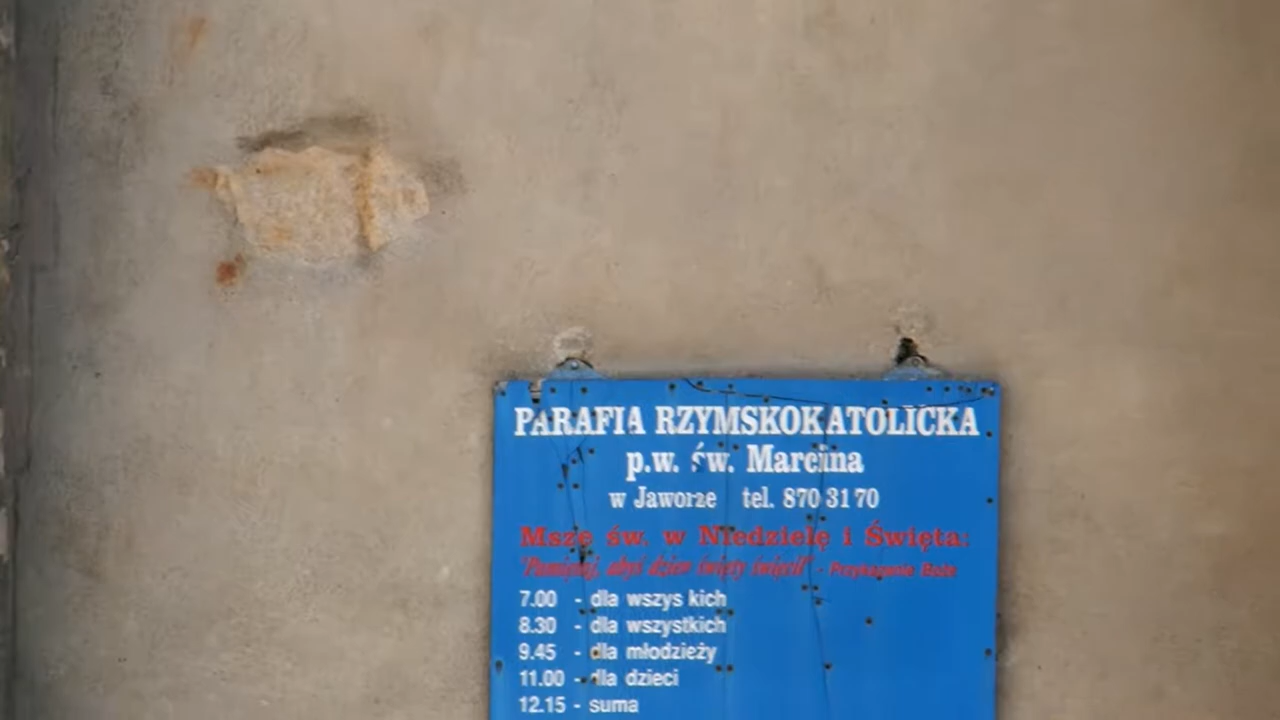 PARAFIA RZYMSKOKATOLICKA
p.w. św. Marcina
w Jaworze tel. 870 31 70
Msze św. w Niedzielę i Święta:
"Pamiętaj, abyś dzień święty święcił" - Przykazanie Boże
7.00 - dla wszys kich
8.30 - dla wszystkich
9.45 - dla młodzieży
11.00 - dla dzieci
12.15 - suma